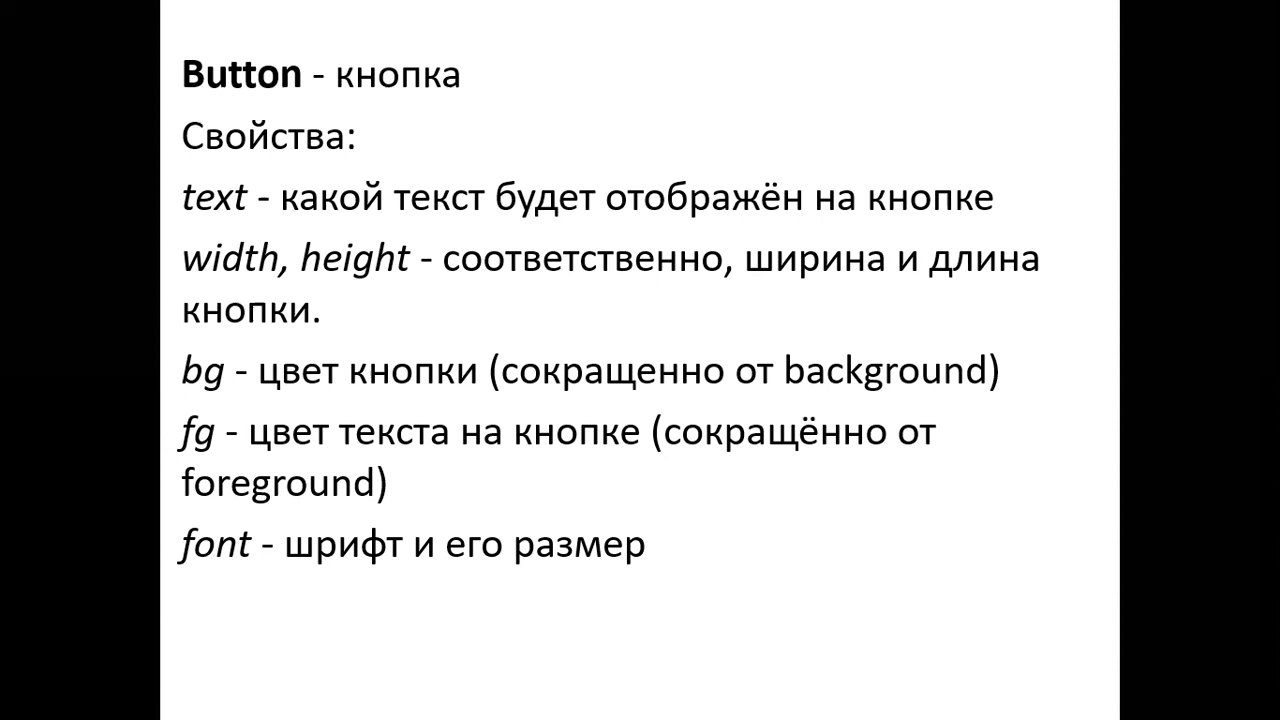 Button - кнопка
Свойства:
text - какой текст будет отображён на кнопке
width, height - соответственно, ширина и длина
кнопки.
bg - цвет кнопки (сокращенно от background)
fg - цвет текста на кнопке (сокращённо от
foreground)
font - шрифт и его размер